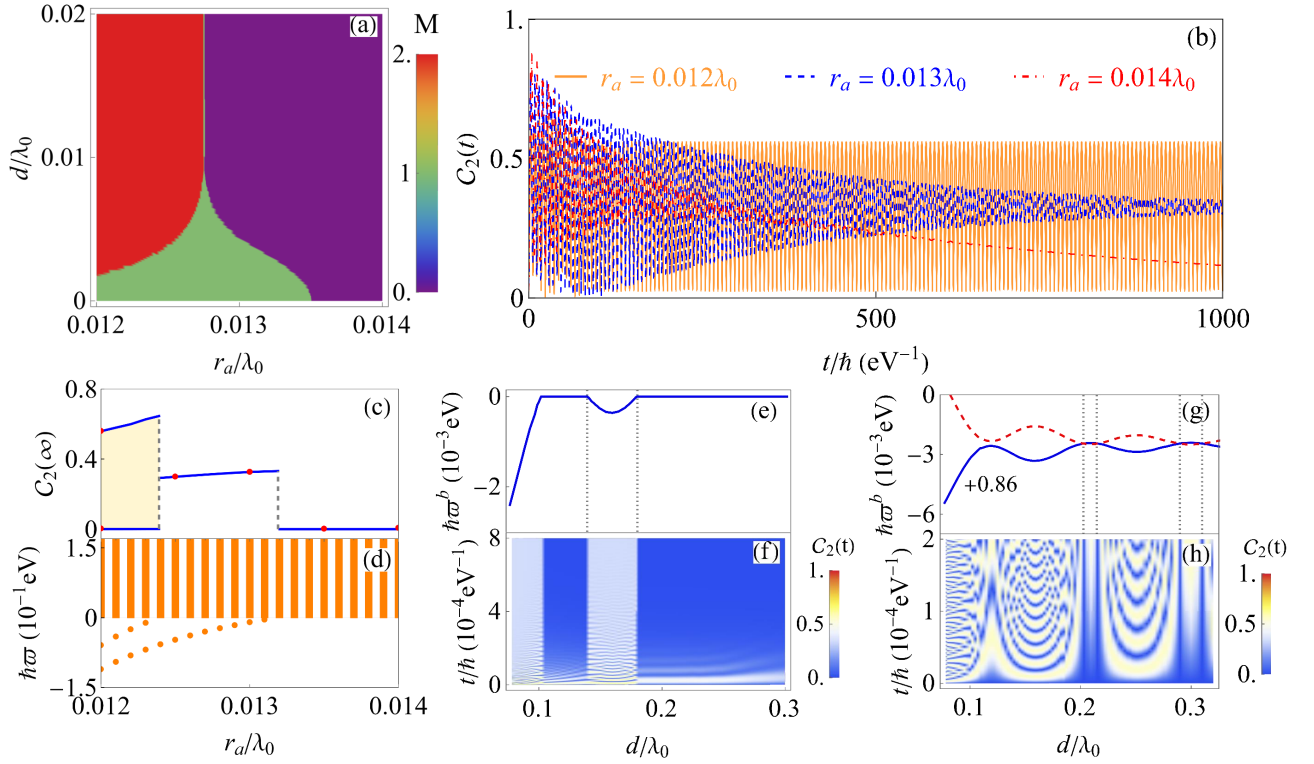 (a)
M
0.02
0.01
0
d/λ0
2.
1
0.
0.012
0.013
0.014
ra/λ0
(b)
1
0.5
0
C2(t)
ra = 0.012λ0
ra = 0.013λ0
ra = 0.014λ0
0
500
1000
t/ℏ (eV−1)
(c)
0.8
0.4
0
C2(∞)
(d)
1.5
0
−1.5
ℏϖ (10−1eV)
0.012
0.013
0.014
ra/λ0
(e)
0
−2
ℏϖb (10−3eV)
(f)
8
4
0
t/ℏ (10−4eV−1)
C2(t)
1.
0.5
0.
0.1
0.2
0.3
d/λ0
(g)
0
−3
−6
ℏϖb (10−3eV)
+0.86
(h)
2
1
0
t/ℏ (10−4eV−1)
C2(t)
1.
0.5
0.
0.1
0.2
0.3
d/λ0